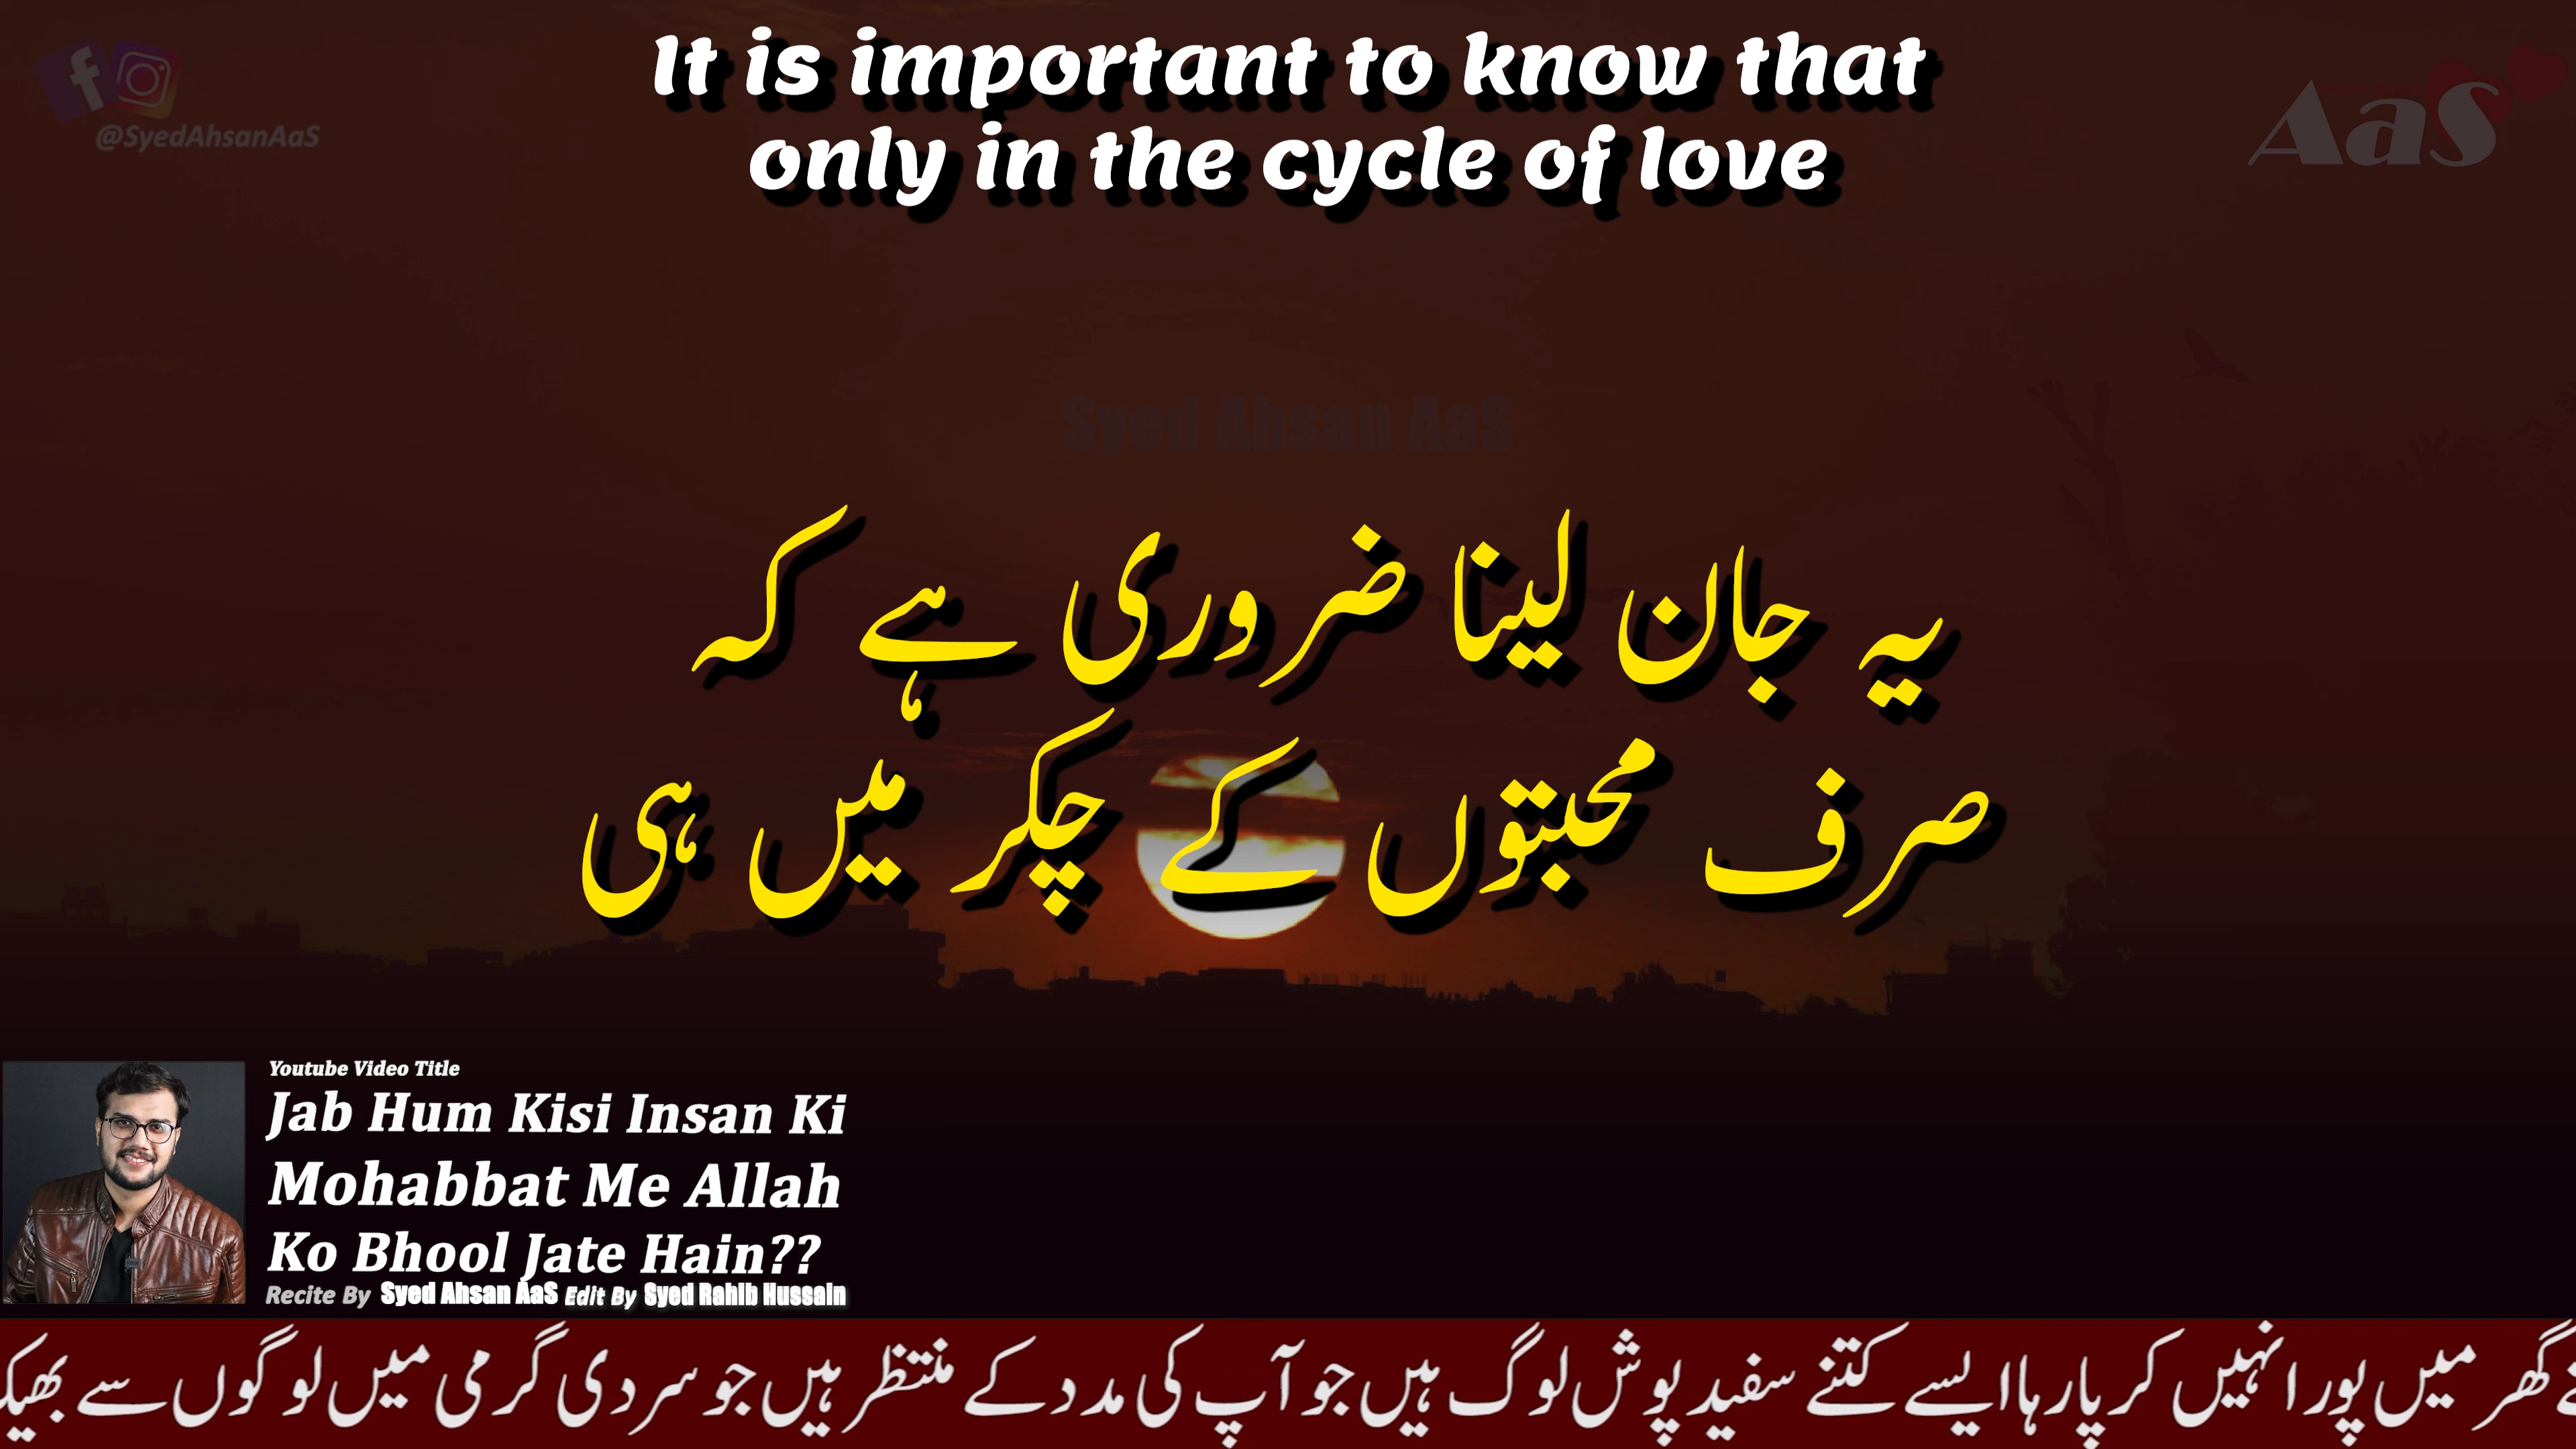 It is important to know that
only in the cycle of love
@SyedAhsanAaS
AaS
Syed Ahsan AaS
یہ جان لینا ضروری ہے کہ
صرف محبتوں کے چکر میں ہی
Youtube Video Title
Jab Hum Kisi Insan Ki
Mohabbat Me Allah
Ko Bhool Jate Hain??
Recite By Syed Ahsan AaS Edit By Syed Rahib Hussain
گھر میں پورا نہیں کر پا رہا ایسے کتنے سفید پوش لوگ ہیں جو آپ کی مدد کے منتظر ہیں جو سردی گرمی میں لوگوں سے